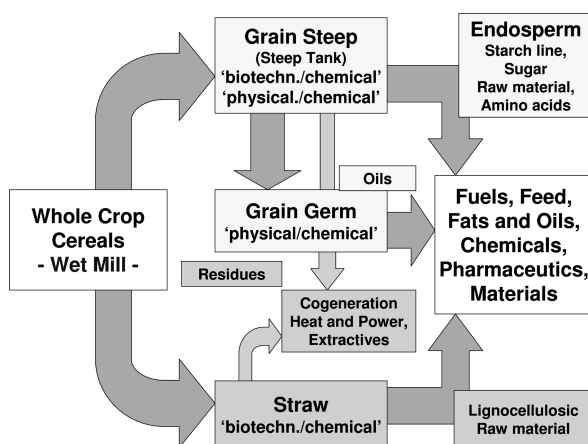 Grain Steep
(Steep Tank)
‘biotechn./chemical’
‘physical./chemical’
Endosperm
Starch line,
Sugar
Raw material,
Amino acids
Oils
Whole Crop
Cereals
- Wet Mill -
Grain Germ
‘physical/chemical’
Fuels, Feed,
Fats and Oils,
Chemicals,
Pharmaceutics,
Materials
Residues
Cogeneration
Heat and Power,
Extractives
Straw
‘biotechn./chemical’
Lignocellulosic
Raw material